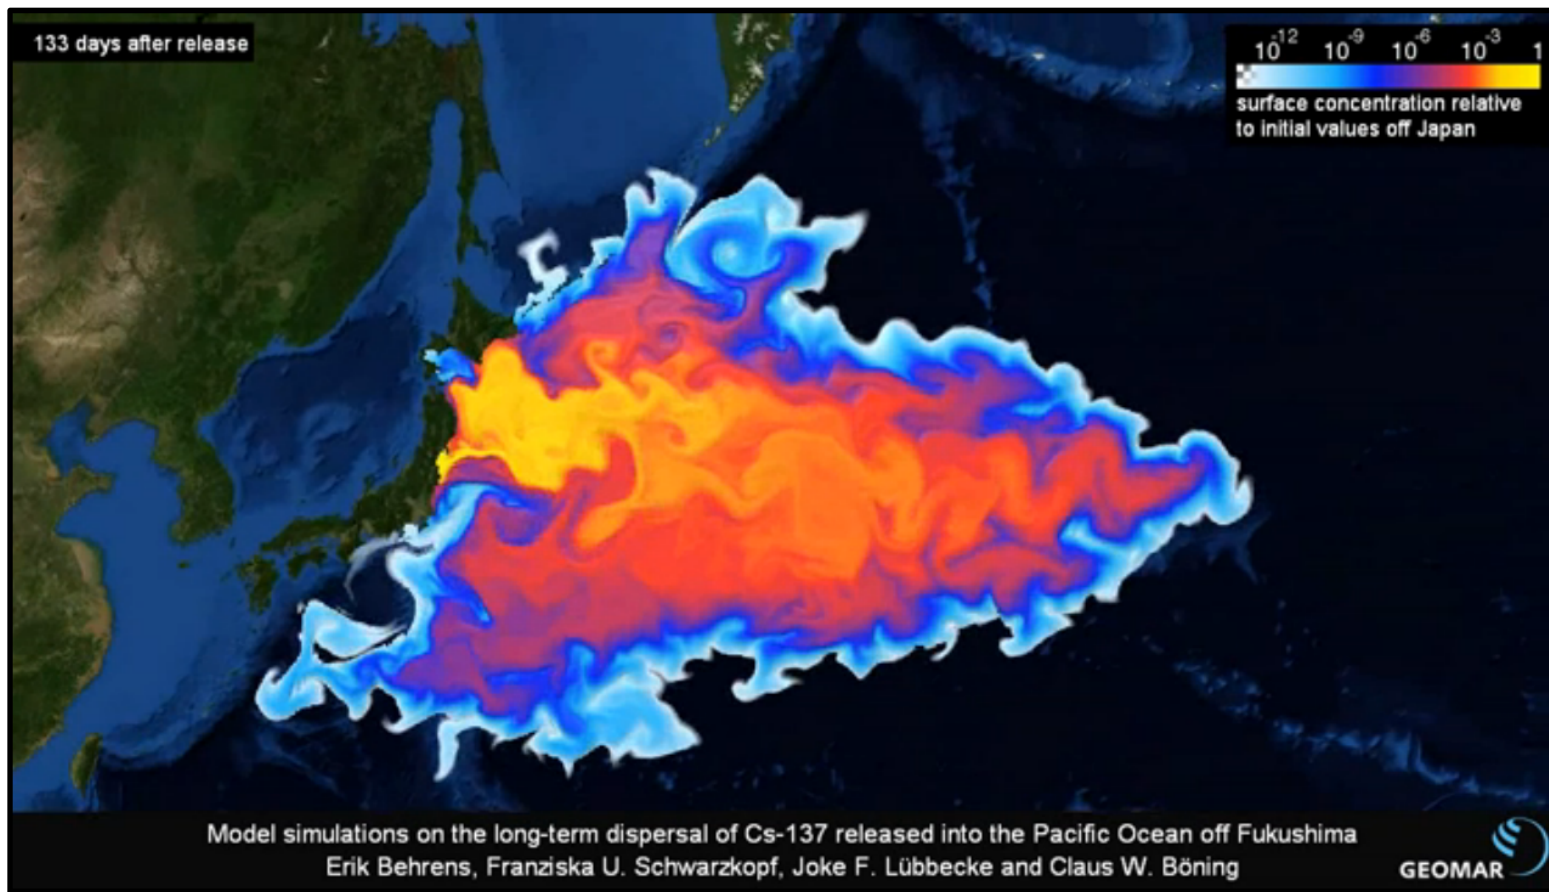 133 days after release
10^-12 10^-9 10^-6 10^-3 1
surface concentration relative
to initial values off Japan
Model simulations on the long-term dispersal of Cs-137 released into the Pacific Ocean off Fukushima
Erik Behrens, Franziska U. Schwarzkopf, Joke F. Lübbecke and Claus W. Böning
GEOMAR